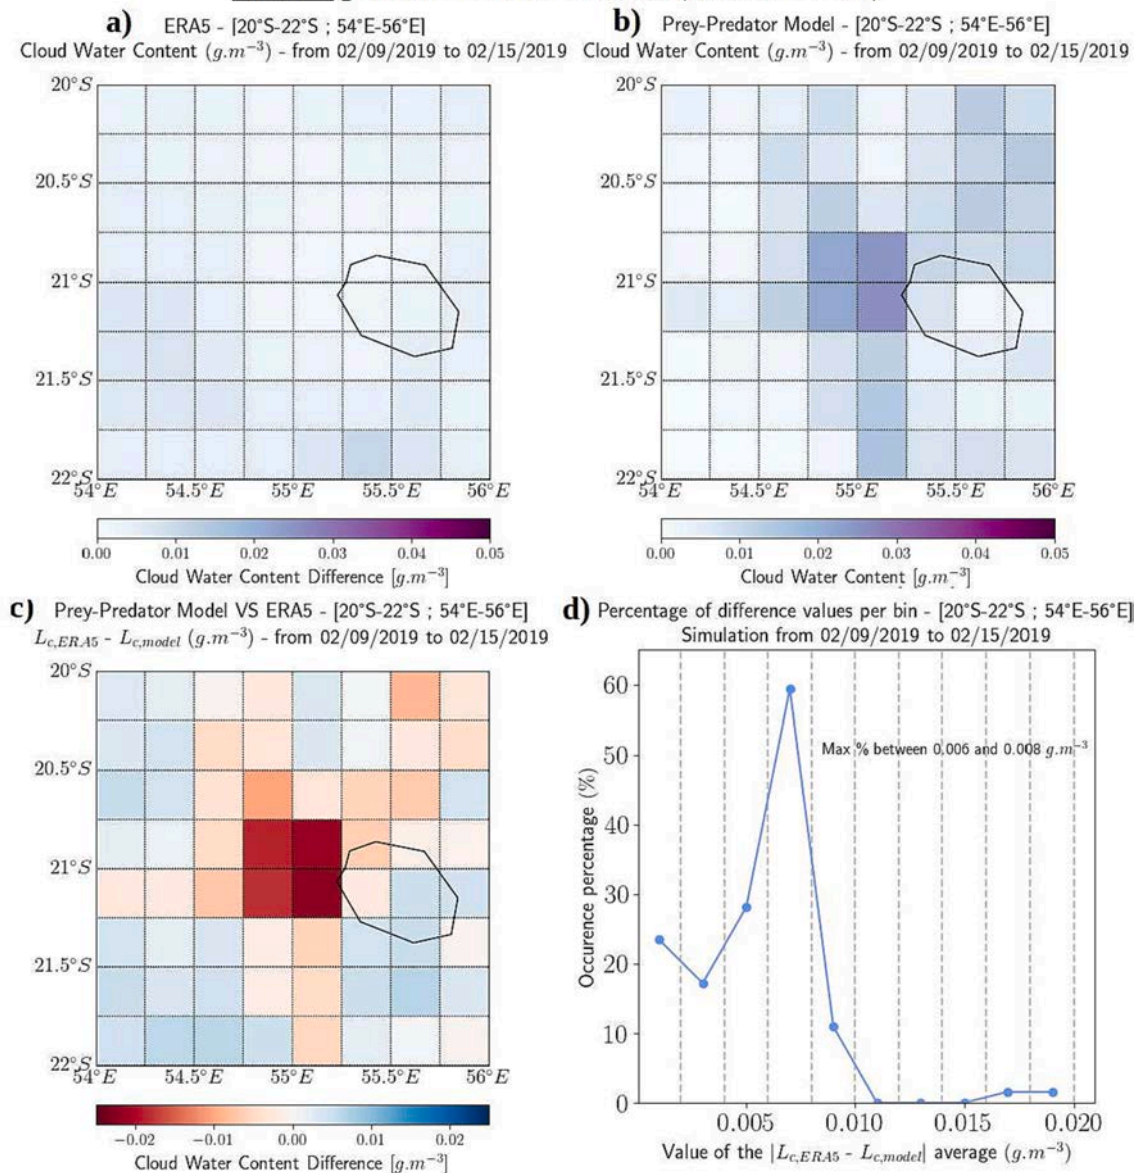 a)
ERA5 - [20°S-22°S ; 54°E-56°E]
Cloud Water Content (g.m⁻³) - from 02/09/2019 to 02/15/2019
20°S
20.5°S
21°S
21.5°S
22°S
54°E 54.5°E 55°E 55.5°E 56°E
0.00 0.01 0.02 0.03 0.04 0.05
Cloud Water Content Difference [g.m⁻³]
b)
Prey-Predator Model - [20°S-22°S ; 54°E-56°E]
Cloud Water Content (g.m⁻³) - from 02/09/2019 to 02/15/2019
20°S
20.5°S
21°S
21.5°S
22°S
54°E 54.5°E 55°E 55.5°E 56°E
0.00 0.01 0.02 0.03 0.04 0.05
Cloud Water Content [g.m⁻³]
c) Prey-Predator Model VS ERA5 - [20°S-22°S ; 54°E-56°E]
L_{c,ERA5} - L_{c,model} (g.m⁻³) - from 02/09/2019 to 02/15/2019
20°S
20.5°S
21°S
21.5°S
22°S
54°E 54.5°E 55°E 55.5°E 56°E
−0.02 −0.01 0.00 0.01 0.02
Cloud Water Content Difference [g.m⁻³]
d) Percentage of difference values per bin - [20°S-22°S ; 54°E-56°E]
Simulation from 02/09/2019 to 02/15/2019
60
50
40
30
20
10
0
Occurence percentage (%)
Max % between 0.006 and 0.008 g.m⁻³
0.005 0.010 0.015 0.020
Value of the |L_{c,ERA5} - L_{c,model}| average (g.m⁻³)